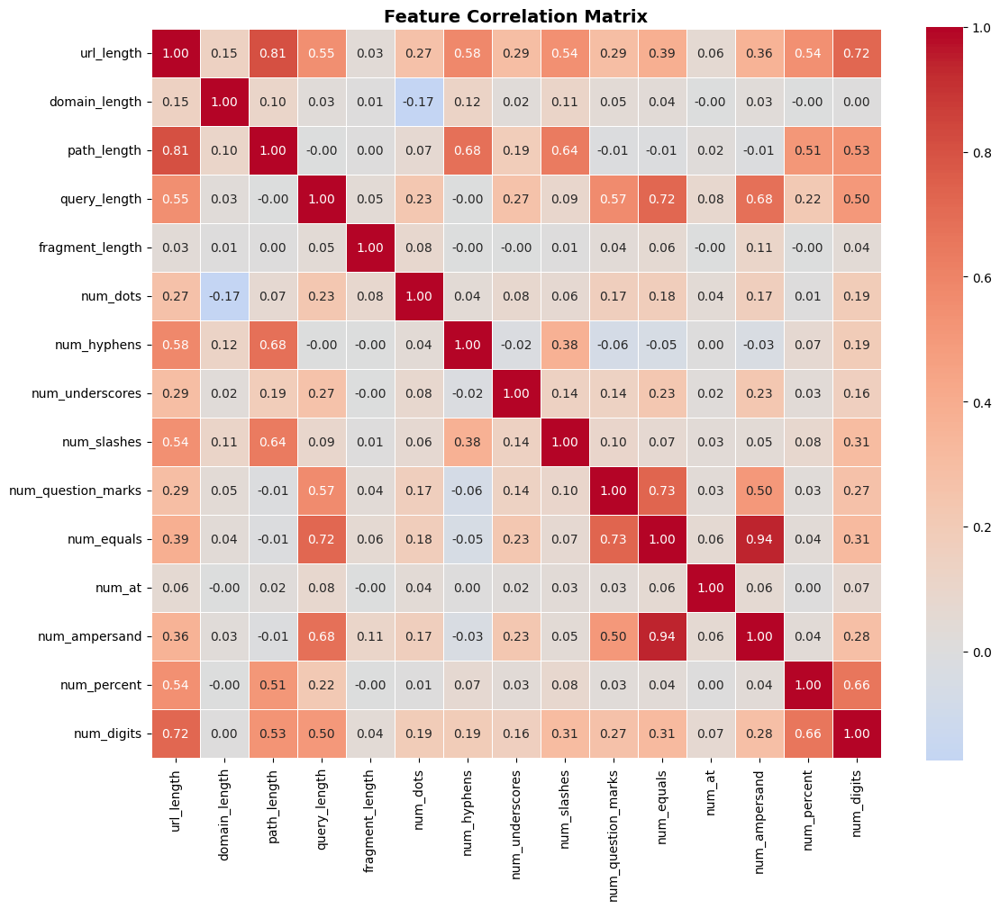 Feature Correlation Matrix
url_length 1.00 0.15 0.81 0.55 0.03 0.27 0.58 0.29 0.54 0.29 0.39 0.06 0.36 0.54 0.72
domain_length 0.15 1.00 0.10 0.03 0.01 -0.17 0.12 0.02 0.11 0.05 0.04 -0.00 0.03 -0.00 0.00
path_length 0.81 0.10 1.00 -0.00 0.00 0.07 0.68 0.19 0.64 -0.01 -0.01 0.02 -0.01 0.51 0.53
query_length 0.55 0.03 -0.00 1.00 0.05 0.23 -0.00 0.27 0.09 0.57 0.72 0.08 0.68 0.22 0.50
fragment_length 0.03 0.01 0.00 0.05 1.00 0.08 -0.00 -0.00 0.01 0.04 0.06 -0.00 0.11 -0.00 0.04
num_dots 0.27 -0.17 0.07 0.23 0.08 1.00 0.04 0.08 0.06 0.17 0.18 0.04 0.17 0.01 0.19
num_hyphens 0.58 0.12 0.68 -0.00 -0.00 0.04 1.00 -0.02 0.38 -0.06 -0.05 0.00 -0.03 0.07 0.19
num_underscores 0.29 0.02 0.19 0.27 -0.00 0.08 -0.02 1.00 0.14 0.14 0.23 0.02 0.23 0.03 0.16
num_slashes 0.54 0.11 0.64 0.09 0.01 0.06 0.38 0.14 1.00 0.10 0.07 0.03 0.05 0.08 0.31
num_question_marks 0.29 0.05 -0.01 0.57 0.04 0.17 -0.06 0.14 0.10 1.00 0.73 0.03 0.50 0.03 0.27
num_equals 0.39 0.04 -0.01 0.72 0.06 0.18 -0.05 0.23 0.07 0.73 1.00 0.06 0.94 0.04 0.31
num_at 0.06 -0.00 0.02 0.08 -0.00 0.04 0.00 0.02 0.03 0.03 0.06 1.00 0.06 0.00 0.07
num_ampersand 0.36 0.03 -0.01 0.68 0.11 0.17 -0.03 0.23 0.05 0.50 0.94 0.06 1.00 0.04 0.28
num_percent 0.54 -0.00 0.51 0.22 -0.00 0.01 0.07 0.03 0.08 0.03 0.04 0.00 0.04 1.00 0.66
num_digits 0.72 0.00 0.53 0.50 0.04 0.19 0.19 0.16 0.31 0.27 0.31 0.07 0.28 0.66 1.00
url_length
domain_length
path_length
query_length
fragment_length
num_dots
num_hyphens
num_underscores
num_slashes
num_question_marks
num_equals
num_at
num_ampersand
num_percent
num_digits
1.0
0.8
0.6
0.4
0.2
0.0